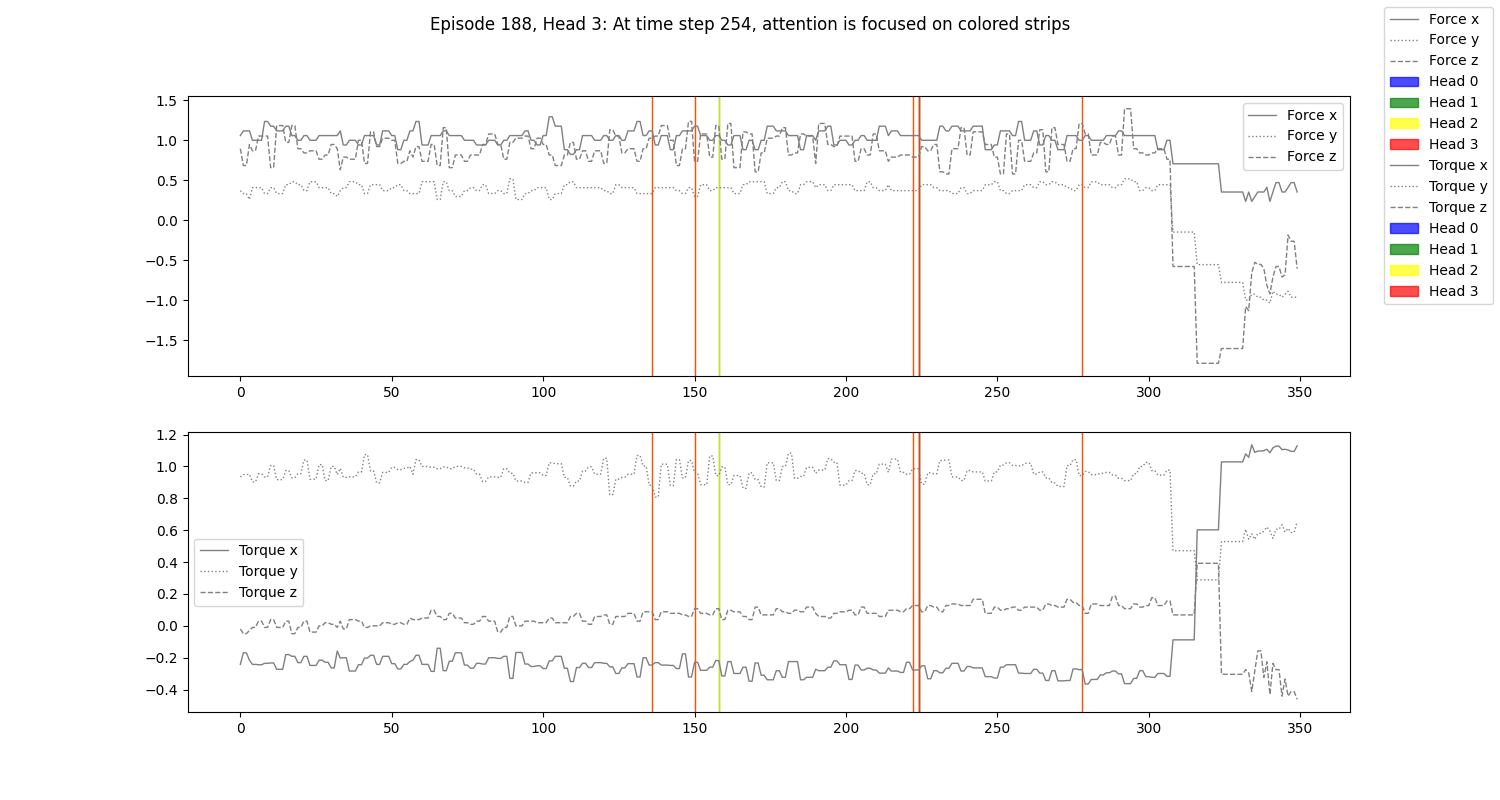 Episode 188, Head 3: At time step 254, attention is focused on colored strips
Force x
Force y
Force z
Head 0
Head 1
Head 2
Head 3
Torque x
Torque y
Torque z
Head 0
Head 1
Head 2
Head 3
1.5
1.0
0.5
0.0
−0.5
−1.0
−1.5
Force x
Force y
Force z
0 50 100 150 200 250 300 350
1.2
1.0
0.8
0.6
0.4
0.2
0.0
−0.2
−0.4
Torque x
Torque y
Torque z
0 50 100 150 200 250 300 350